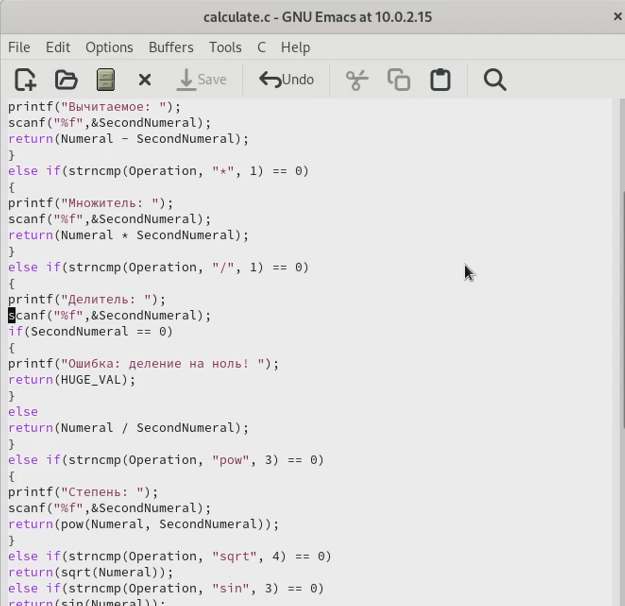 calculate.c - GNU Emacs at 10.0.2.15
File Edit Options Buffers Tools C Help
Save Undo
printf("Вычитаемое: ");
scanf("%f",&SecondNumeral);
return(Numeral - SecondNumeral);
}
else if(strncmp(Operation, "*", 1) == 0)
{
printf("Множитель: ");
scanf("%f",&SecondNumeral);
return(Numeral * SecondNumeral);
}
else if(strncmp(Operation, "/", 1) == 0)
{
printf("Делитель: ");
scanf("%f",&SecondNumeral);
if(SecondNumeral == 0)
{
printf("Ошибка: деление на ноль! ");
return(HUGE_VAL);
}
else
return(Numeral / SecondNumeral);
}
else if(strncmp(Operation, "pow", 3) == 0)
{
printf("Степень: ");
scanf("%f",&SecondNumeral);
return(pow(Numeral, SecondNumeral));
}
else if(strncmp(Operation, "sqrt", 4) == 0)
return(sqrt(Numeral));
else if(strncmp(Operation, "sin", 3) == 0)
return(sin(Numeral));